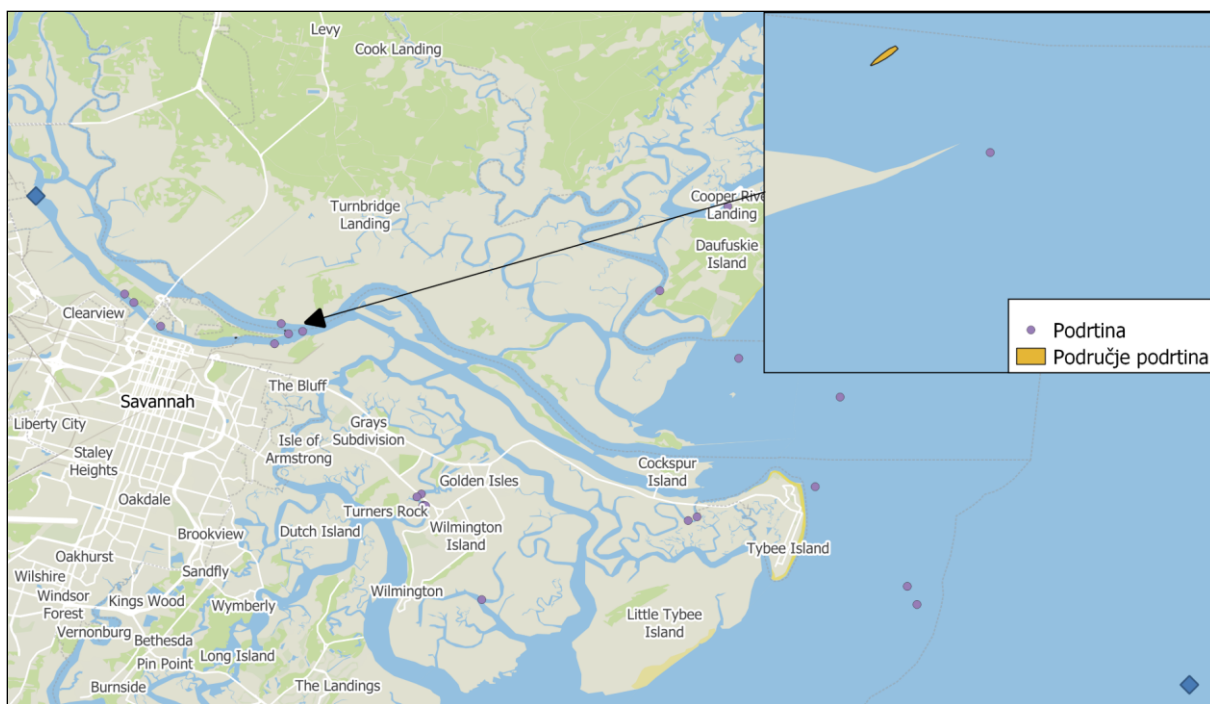 Levy
Cook Landing
Turnbridge
Landing
Cooper Rive
Landing
Daufuskie
Island
Clearview
The Bluff
Savannah
Liberty City
Grays
Subdivision
Isle of
Armstrong
Staley
Heights
Cockspur
Island
Golden Isles
Oakdale
Turners Rock
Dutch Island
Wilmington
Island
Brookview
Tybee Island
Oakhurst
Sandfly
Wilshire
Windsor
Forest
Kings Wood
Wymberly
Wilmington
Little Tybee
Island
Vernonburg
Bethesda
Long Island
Pin Point
Burnside
The Landings
Podrtina
Područje podrtina